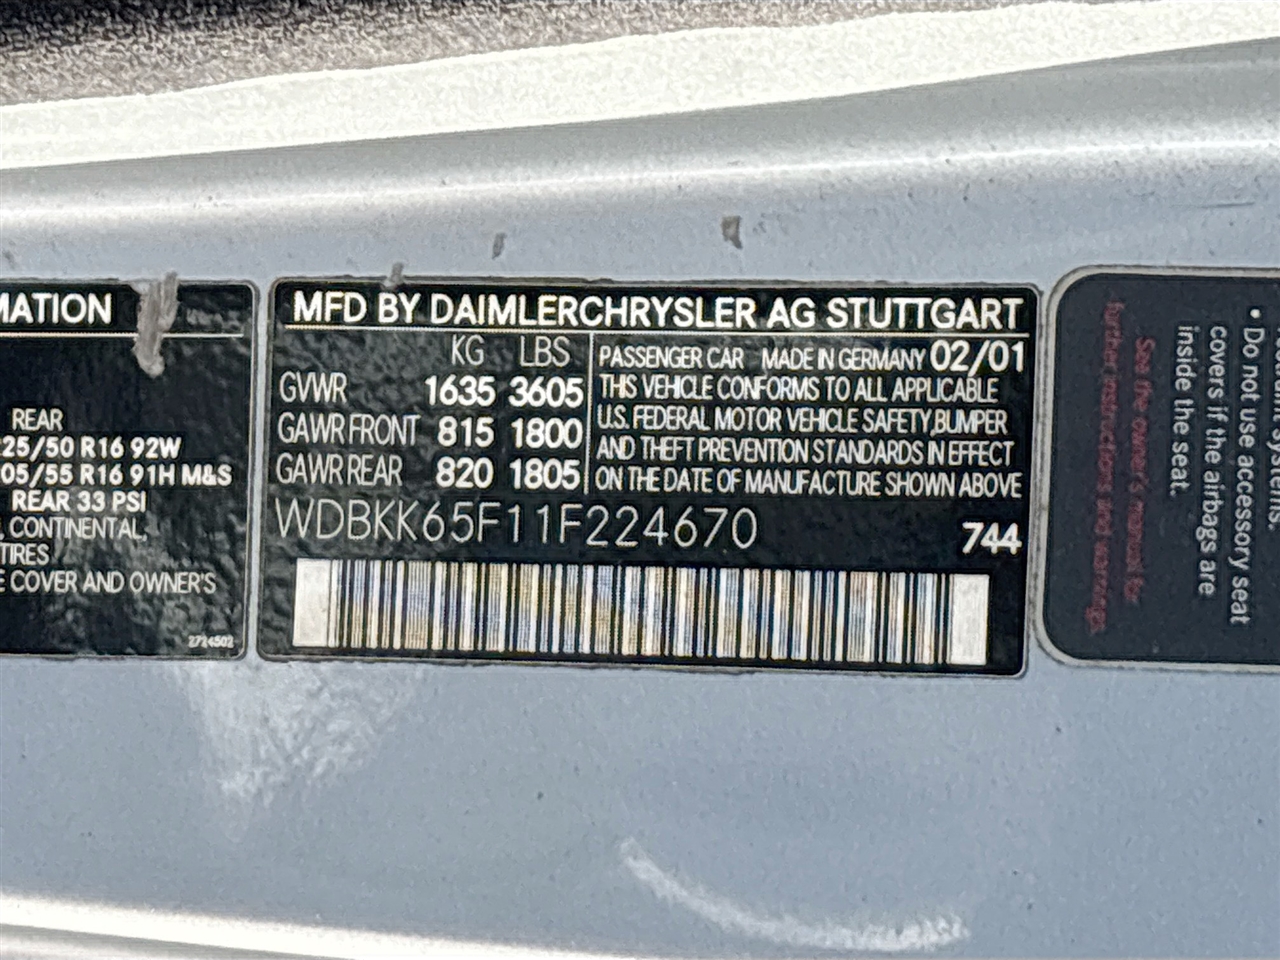 MATION
REAR
225/50 R16 92W
05/55 R16 91H M&S
REAR 33 PSI
, CONTINENTAL,
TIRES
E COVER AND OWNER'S
2724502
MFD BY DAIMLERCHRYSLER AG STUTTGART
KG LBS
GVWR 1635 3605
GAWR FRONT 815 1800
GAWR REAR 820 1805
PASSENGER CAR MADE IN GERMANY 02/01
THIS VEHICLE CONFORMS TO ALL APPLICABLE
U.S. FEDERAL MOTOR VEHICLE SAFETY,BUMPER
AND THEFT PREVENTION STANDARDS IN EFFECT
ON THE DATE OF MANUFACTURE SHOWN ABOVE
WDBKK65F11F224670
744
systems.
• Do not use accessory seat
covers if the airbags are
inside the seat.
See the owner's manual for
further instructions and warnings.